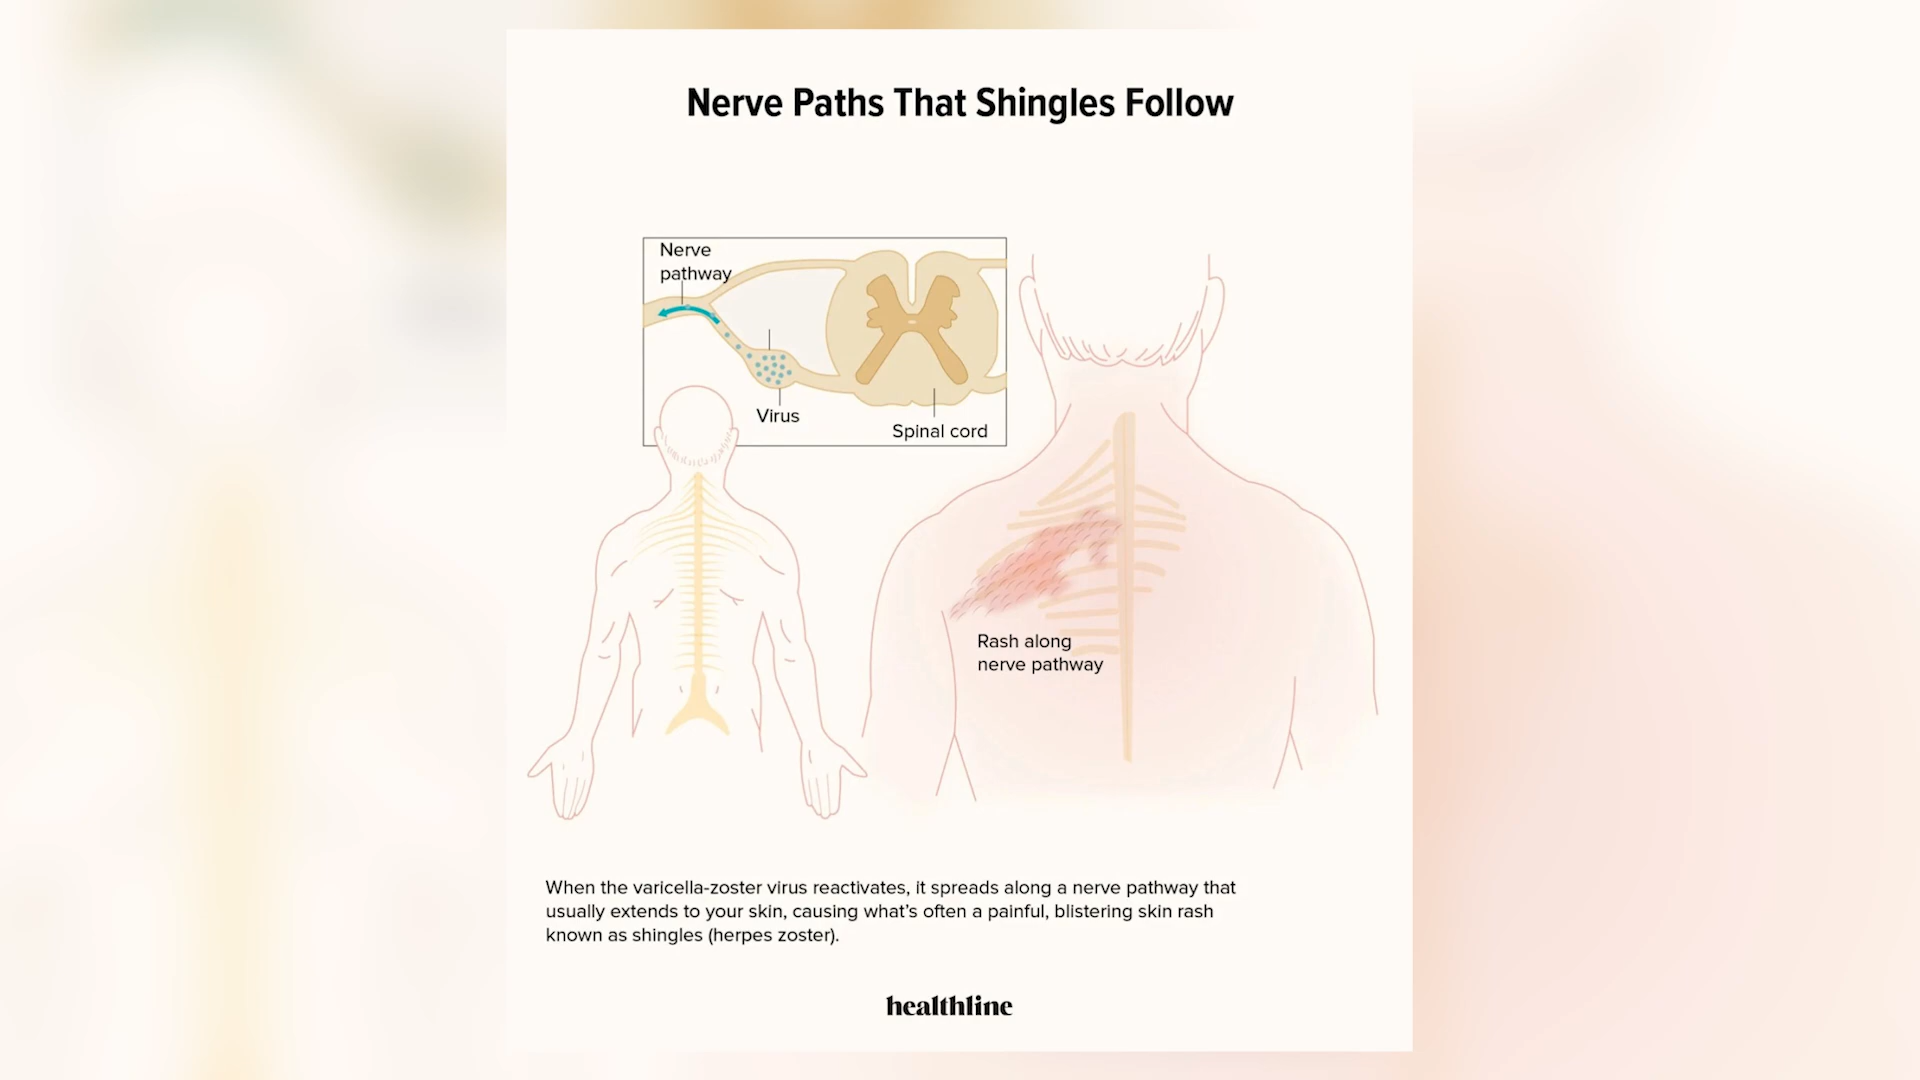 Nerve Paths That Shingles Follow
Nerve
pathway
Virus
Spinal cord
Rash along
nerve pathway
When the varicella-zoster virus reactivates, it spreads along a nerve pathway that
usually extends to your skin, causing what's often a painful, blistering skin rash
known as shingles (herpes zoster).
healthline